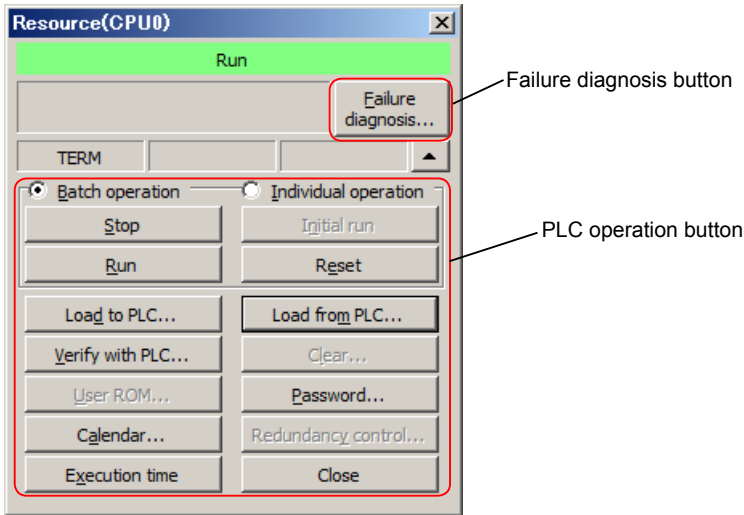 Resource(CPU0)
Run
Failure
diagnosis...
Failure diagnosis button
TERM
Batch operation
Individual operation
Stop
Initial run
PLC operation button
Run
Reset
Load to PLC...
Load from PLC...
Verify with PLC...
Clear...
User ROM...
Password...
Calendar...
Redundancy control...
Execution time
Close